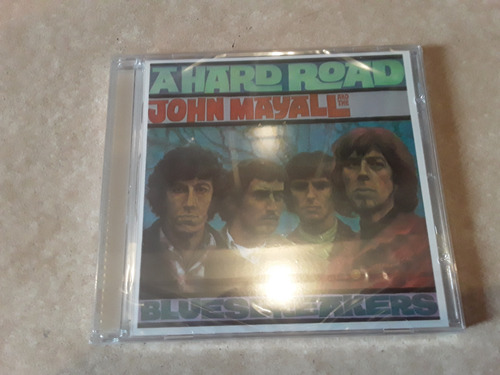 A HARD ROAD
JOHN MAYALL AND THE
BLUESBREAKERS